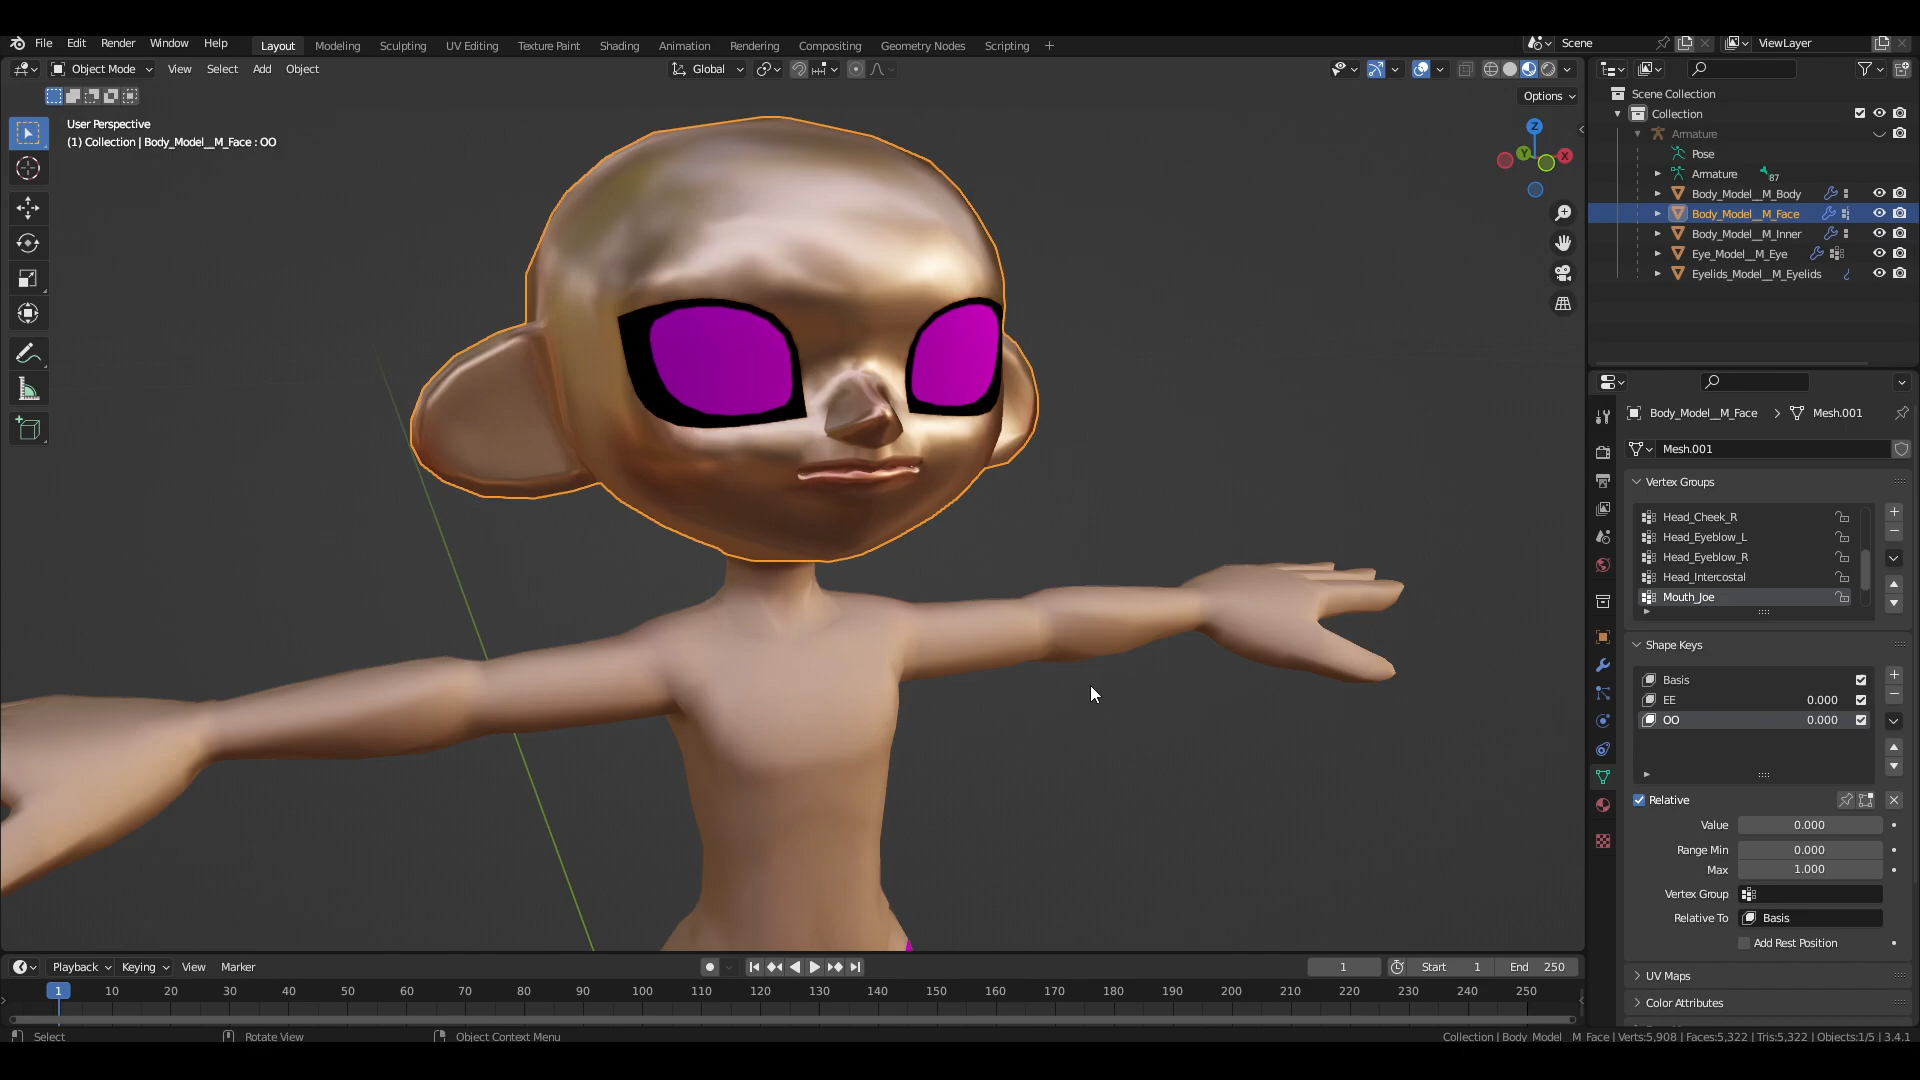 File Edit Render Window Help Layout Modeling Sculpting UV Editing Texture Paint Shading Animation Rendering Compositing Geometry Nodes Scripting + Scene ViewLayer
Object Mode View Select Add Object Global
Options
User Perspective
(1) Collection | Body_Model__M_Face : OO
Z
Y X
Scene Collection
Collection
Armature
Pose
Armature 87
Body_Model__M_Body
Body_Model__M_Face
Body_Model__M_Inner
Eye_Model__M_Eye
Eyelids_Model__M_Eyelids
Body_Model__M_Face > Mesh.001
Mesh.001
Vertex Groups
Head_Cheek_R
Head_Eyeblow_L
Head_Eyeblow_R
Head_Intercostal
Mouth_Joe
Shape Keys
Basis
EE 0.000
OO 0.000
Relative
Value 0.000
Range Min 0.000
Max 1.000
Vertex Group
Relative To Basis
Add Rest Position
UV Maps
Color Attributes
Playback Keying View Marker 1 Start 1 End 250
1 10 20 30 40 50 60 70 80 90 100 110 120 130 140 150 160 170 180 190 200 210 220 230 240 250
Select Rotate View Object Context Menu Collection | Body_Model__M_Face | Verts:5,908 | Faces:5,322 | Tris:5,322 | Objects:1/5 | 3.4.1